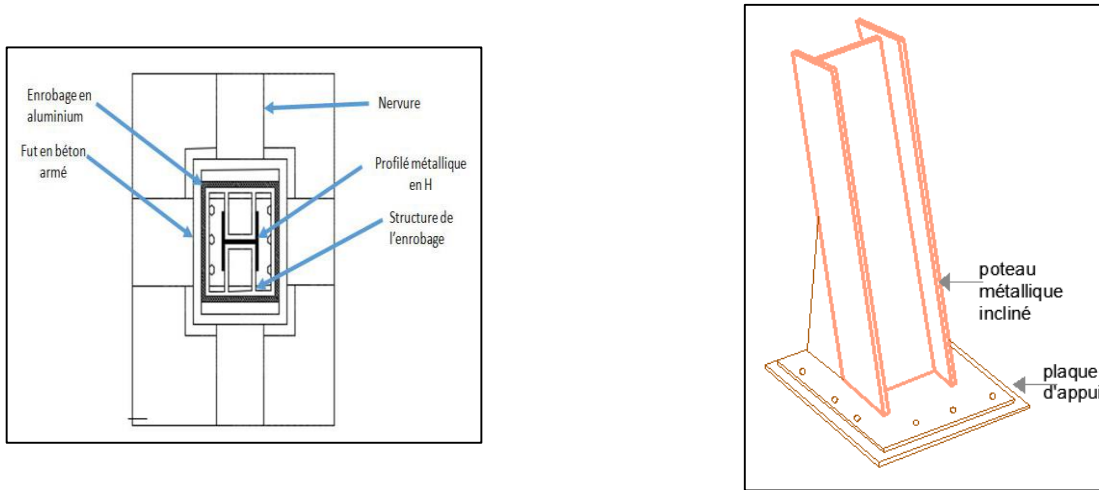 Enrobage en
aluminium
Fut en béton
armé
Nervure
Profilé métallique
en H
Structure de
l'enrobage
poteau
métallique
incliné
plaque
d'appui